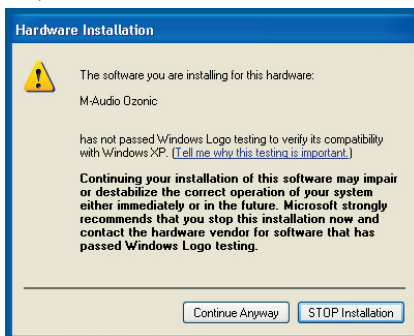 Hardware Installation
The software you are installing for this hardware:
M-Audio Ozonic
has not passed Windows Logo testing to verify its compatibility
with Windows XP. (Tell me why this testing is important.)
Continuing your installation of this software may impair
or destabilize the correct operation of your system
either immediately or in the future. Microsoft strongly
recommends that you stop this installation now and
contact the hardware vendor for software that has
passed Windows Logo testing.
Continue Anyway
STOP Installation